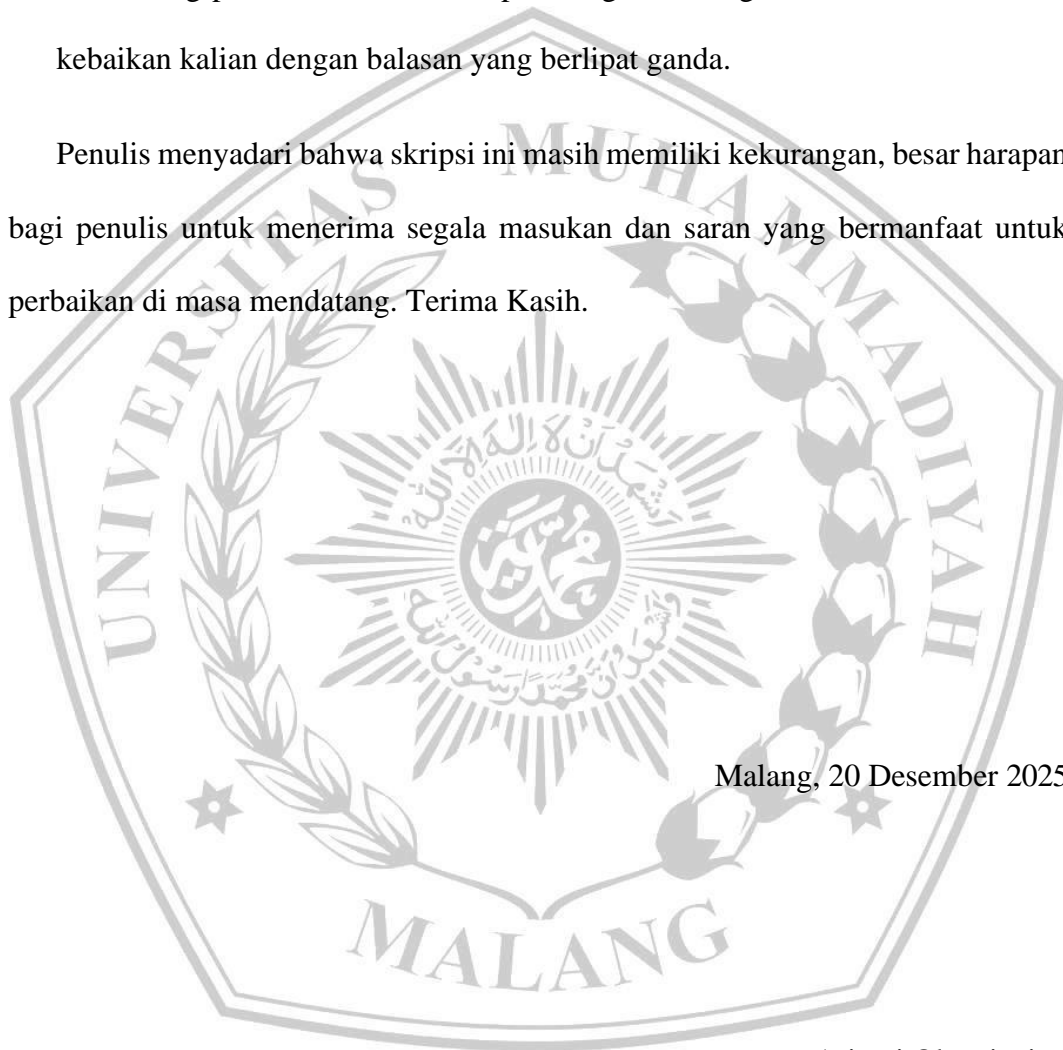 kebaikan kalian dengan balasan yang berlipat ganda.
Penulis menyadari bahwa skripsi ini masih memiliki kekurangan, besar harapan
bagi penulis untuk menerima segala masukan dan saran yang bermanfaat untuk
perbaikan di masa mendatang. Terima Kasih.
UNIVERSITAS MUHAMMADIYAH
MALANG
Malang, 20 Desember 2025